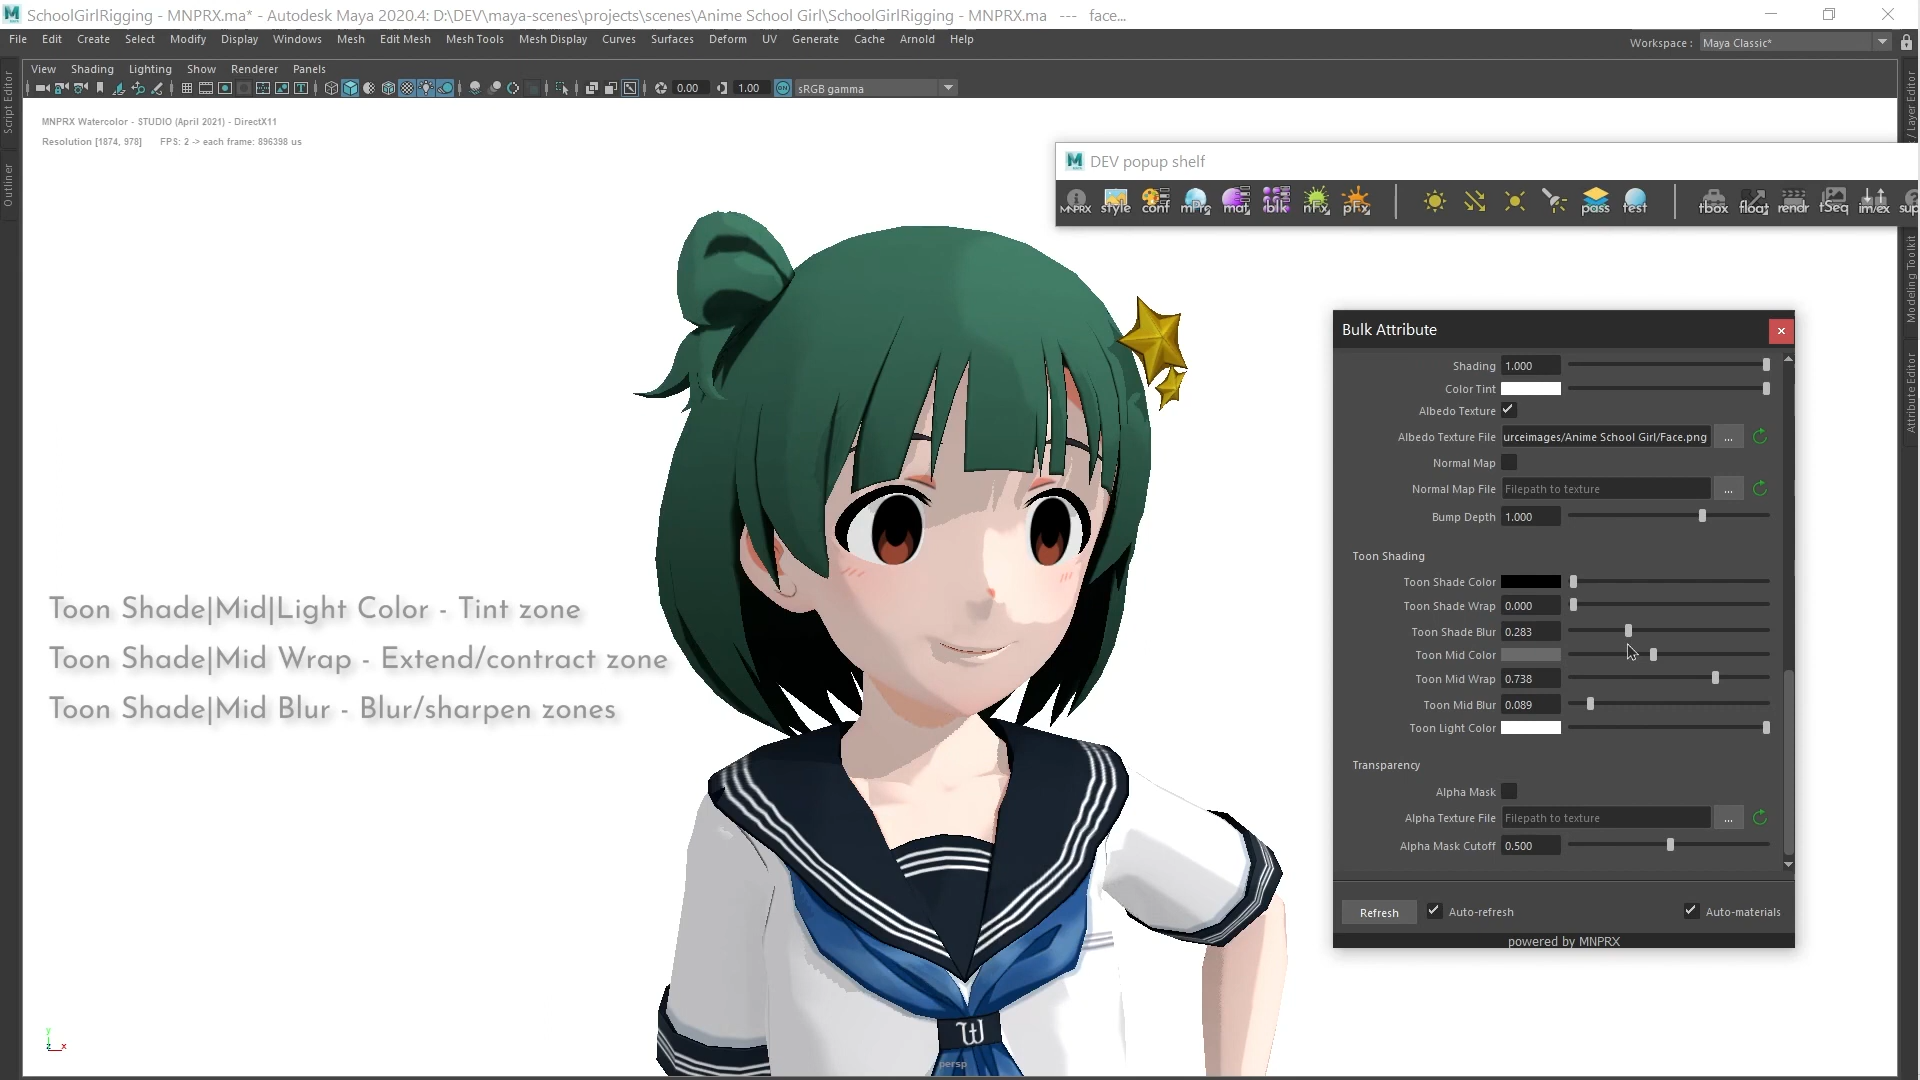 SchoolGirlRigging - MNPRX.ma* - Autodesk Maya 2020.4: D:\DEV\maya-scenes\projects\scenes\Anime School Girl\SchoolGirlRigging - MNPRX.ma --- face...
File Edit Create Select Modify Display Windows Mesh Edit Mesh Mesh Tools Mesh Display Curves Surfaces Deform UV Generate Cache Arnold Help
Workspace : Maya Classic*
View Shading Lighting Show Renderer Panels
0.00 1.00 sRGB gamma
Script Editor
Outliner
Modeling Toolkit
Attribute Editor
MNPRX Watercolor - STUDIO (April 2021) - DirectX11
Resolution [1874, 978] FPS: 2 -> each frame: 896398 us
DEV popup shelf
MNPRX style conf mPrs mat blk nFx pFx pass test tbox float rendr tSeq im/ex sup
Toon Shade|Mid|Light Color - Tint zone
Toon Shade|Mid Wrap - Extend/contract zone
Toon Shade|Mid Blur - Blur/sharpen zones
Bulk Attribute
Shading 1.000
Color Tint
Albedo Texture
Albedo Texture File urceimages/Anime School Girl/Face.png ...
Normal Map
Normal Map File Filepath to texture ...
Bump Depth 1.000
Toon Shading
Toon Shade Color
Toon Shade Wrap 0.000
Toon Shade Blur 0.283
Toon Mid Color
Toon Mid Wrap 0.738
Toon Mid Blur 0.089
Toon Light Color
Transparency
Alpha Mask
Alpha Texture File Filepath to texture ...
Alpha Mask Cutoff 0.500
Refresh Auto-refresh Auto-materials
powered by MNPRX
W
persp
y
z x